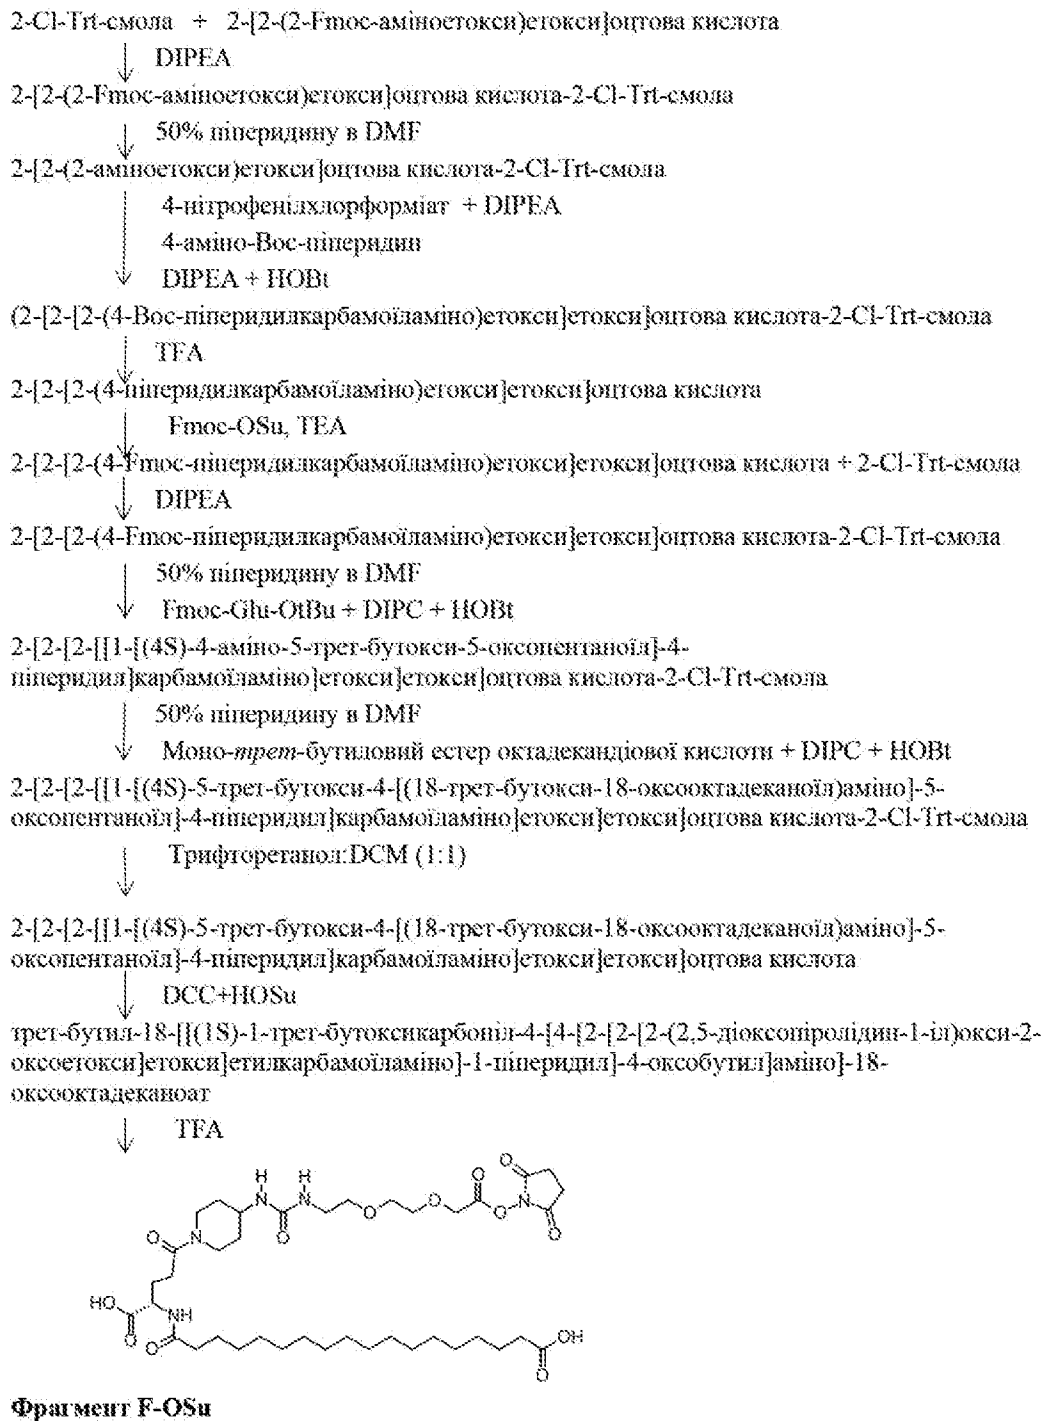 2-Cl-Trt-смола + 2-[2-(2-Fmoc-аміноетокси)етокси]оцтова кислота
DIPEA
2-[2-(2-Fmoc-аміноетокси)етокси]оцтова кислота-2-Cl-Trt-смола
50% піперидину в DMF
2-[2-(2-аміноетокси)етокси]оцтова кислота-2-Cl-Trt-смола
4-нітрофенілхлорформіат + DIPEA
4-аміно-Boc-піперидин
DIPEA + HOBt
(2-[2-[2-(4-Boc-піперидилкарбамоїламіно)етокси]етокси]оцтова кислота-2-Cl-Trt-смола
TFA
2-[2-[2-(4-піперидилкарбамоїламіно)етокси]етокси]оцтова кислота
Fmoc-OSu, TEA
2-[2-[2-(4-Fmoc-піперидилкарбамоїламіно)етокси]етокси]оцтова кислота + 2-Cl-Trt-смола
DIPEA
2-[2-[2-(4-Fmoc-піперидилкарбамоїламіно)етокси]етокси]оцтова кислота-2-Cl-Trt-смола
50% піперидину в DMF
Fmoc-Glu-OtBu + DIPC + HOBt
2-[2-[2-[[1-[(4S)-4-аміно-5-трет-бутокси-5-оксопентаноїл]-4-
піперидил]карбамоїламіно]етокси]етокси]оцтова кислота-2-Cl-Trt-смола
50% піперидину в DMF
Моно-трет-бутиловий естер октадекандіової кислоти + DIPC + HOBt
2-[2-[2-[[1-[(4S)-5-трет-бутокси-4-[(18-трет-бутокси-18-оксооктадеканоїл)аміно]-5-
оксопентаноїл]-4-піперидил]карбамоїламіно]етокси]етокси]оцтова кислота-2-Cl-Trt-смола
Трифторетанол:DCM (1:1)
2-[2-[2-[[1-[(4S)-5-трет-бутокси-4-[(18-трет-бутокси-18-оксооктадеканоїл)аміно]-5-
оксопентаноїл]-4-піперидил]карбамоїламіно]етокси]етокси]оцтова кислота
DCC+HOSu
трет-бутил-18-[[(1S)-1-трет-бутоксикарбоніл-4-[4-[2-[2-[2-(2,5-діоксопіролідин-1-іл)окси-2-
оксоетокси]етокси]етилкарбамоїламіно]-1-піперидил]-4-оксобутил]аміно]-18-
оксооктадеканоат
TFA
H H O O
N N O O O N
O O
O N
HO NH
O O OH
O
Фрагмент F-OSu